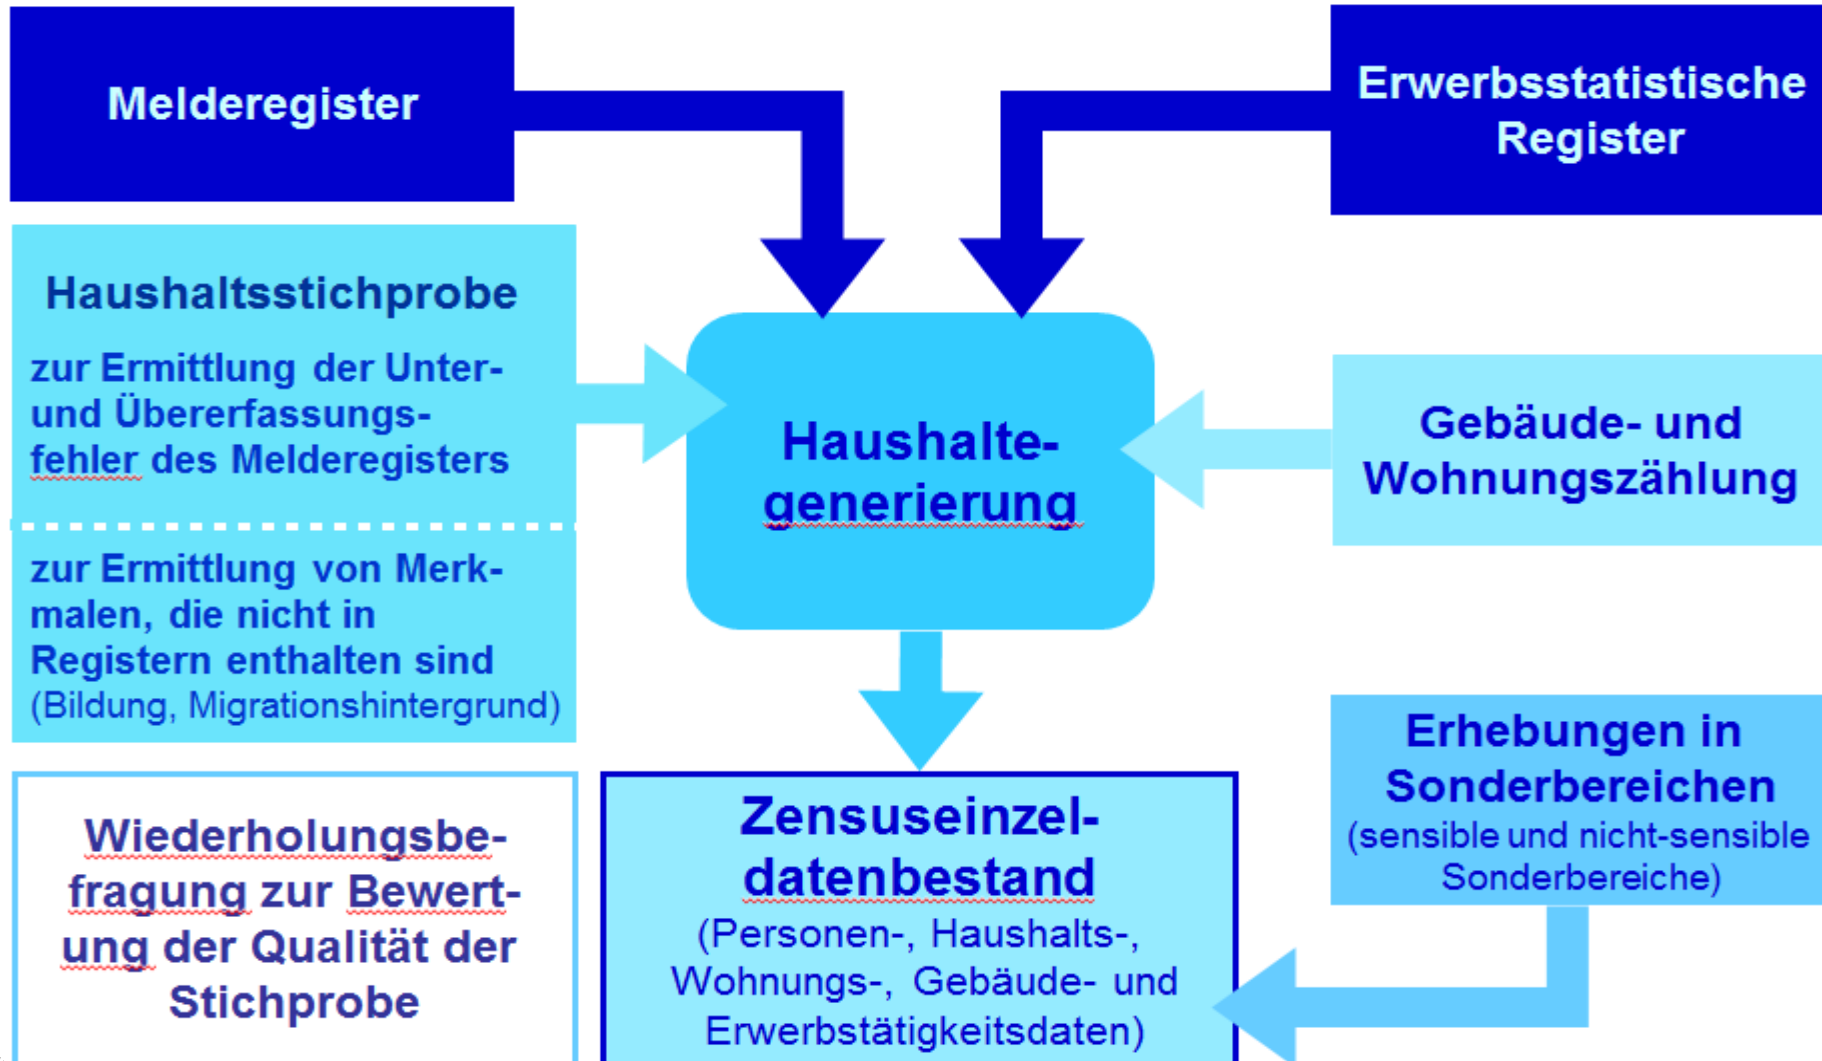 Melderegister
Erwerbsstatistische
Register
Haushaltsstichprobe
zur Ermittlung der Unter-
und Übererfassungs-
fehler des Melderegisters
zur Ermittlung von Merk-
malen, die nicht in
Registern enthalten sind
(Bildung, Migrationshintergrund)
Haushalte-
generierung
Gebäude- und
Wohnungszählung
Erhebungen in
Sonderbereichen
(sensible und nicht-sensible
Sonderbereiche)
Wiederholungsbe-
fragung zur Bewert-
ung der Qualität der
Stichprobe
Zensuseinzel-
datenbestand
(Personen-, Haushalts-,
Wohnungs-, Gebäude- und
Erwerbstätigkeitsdaten)